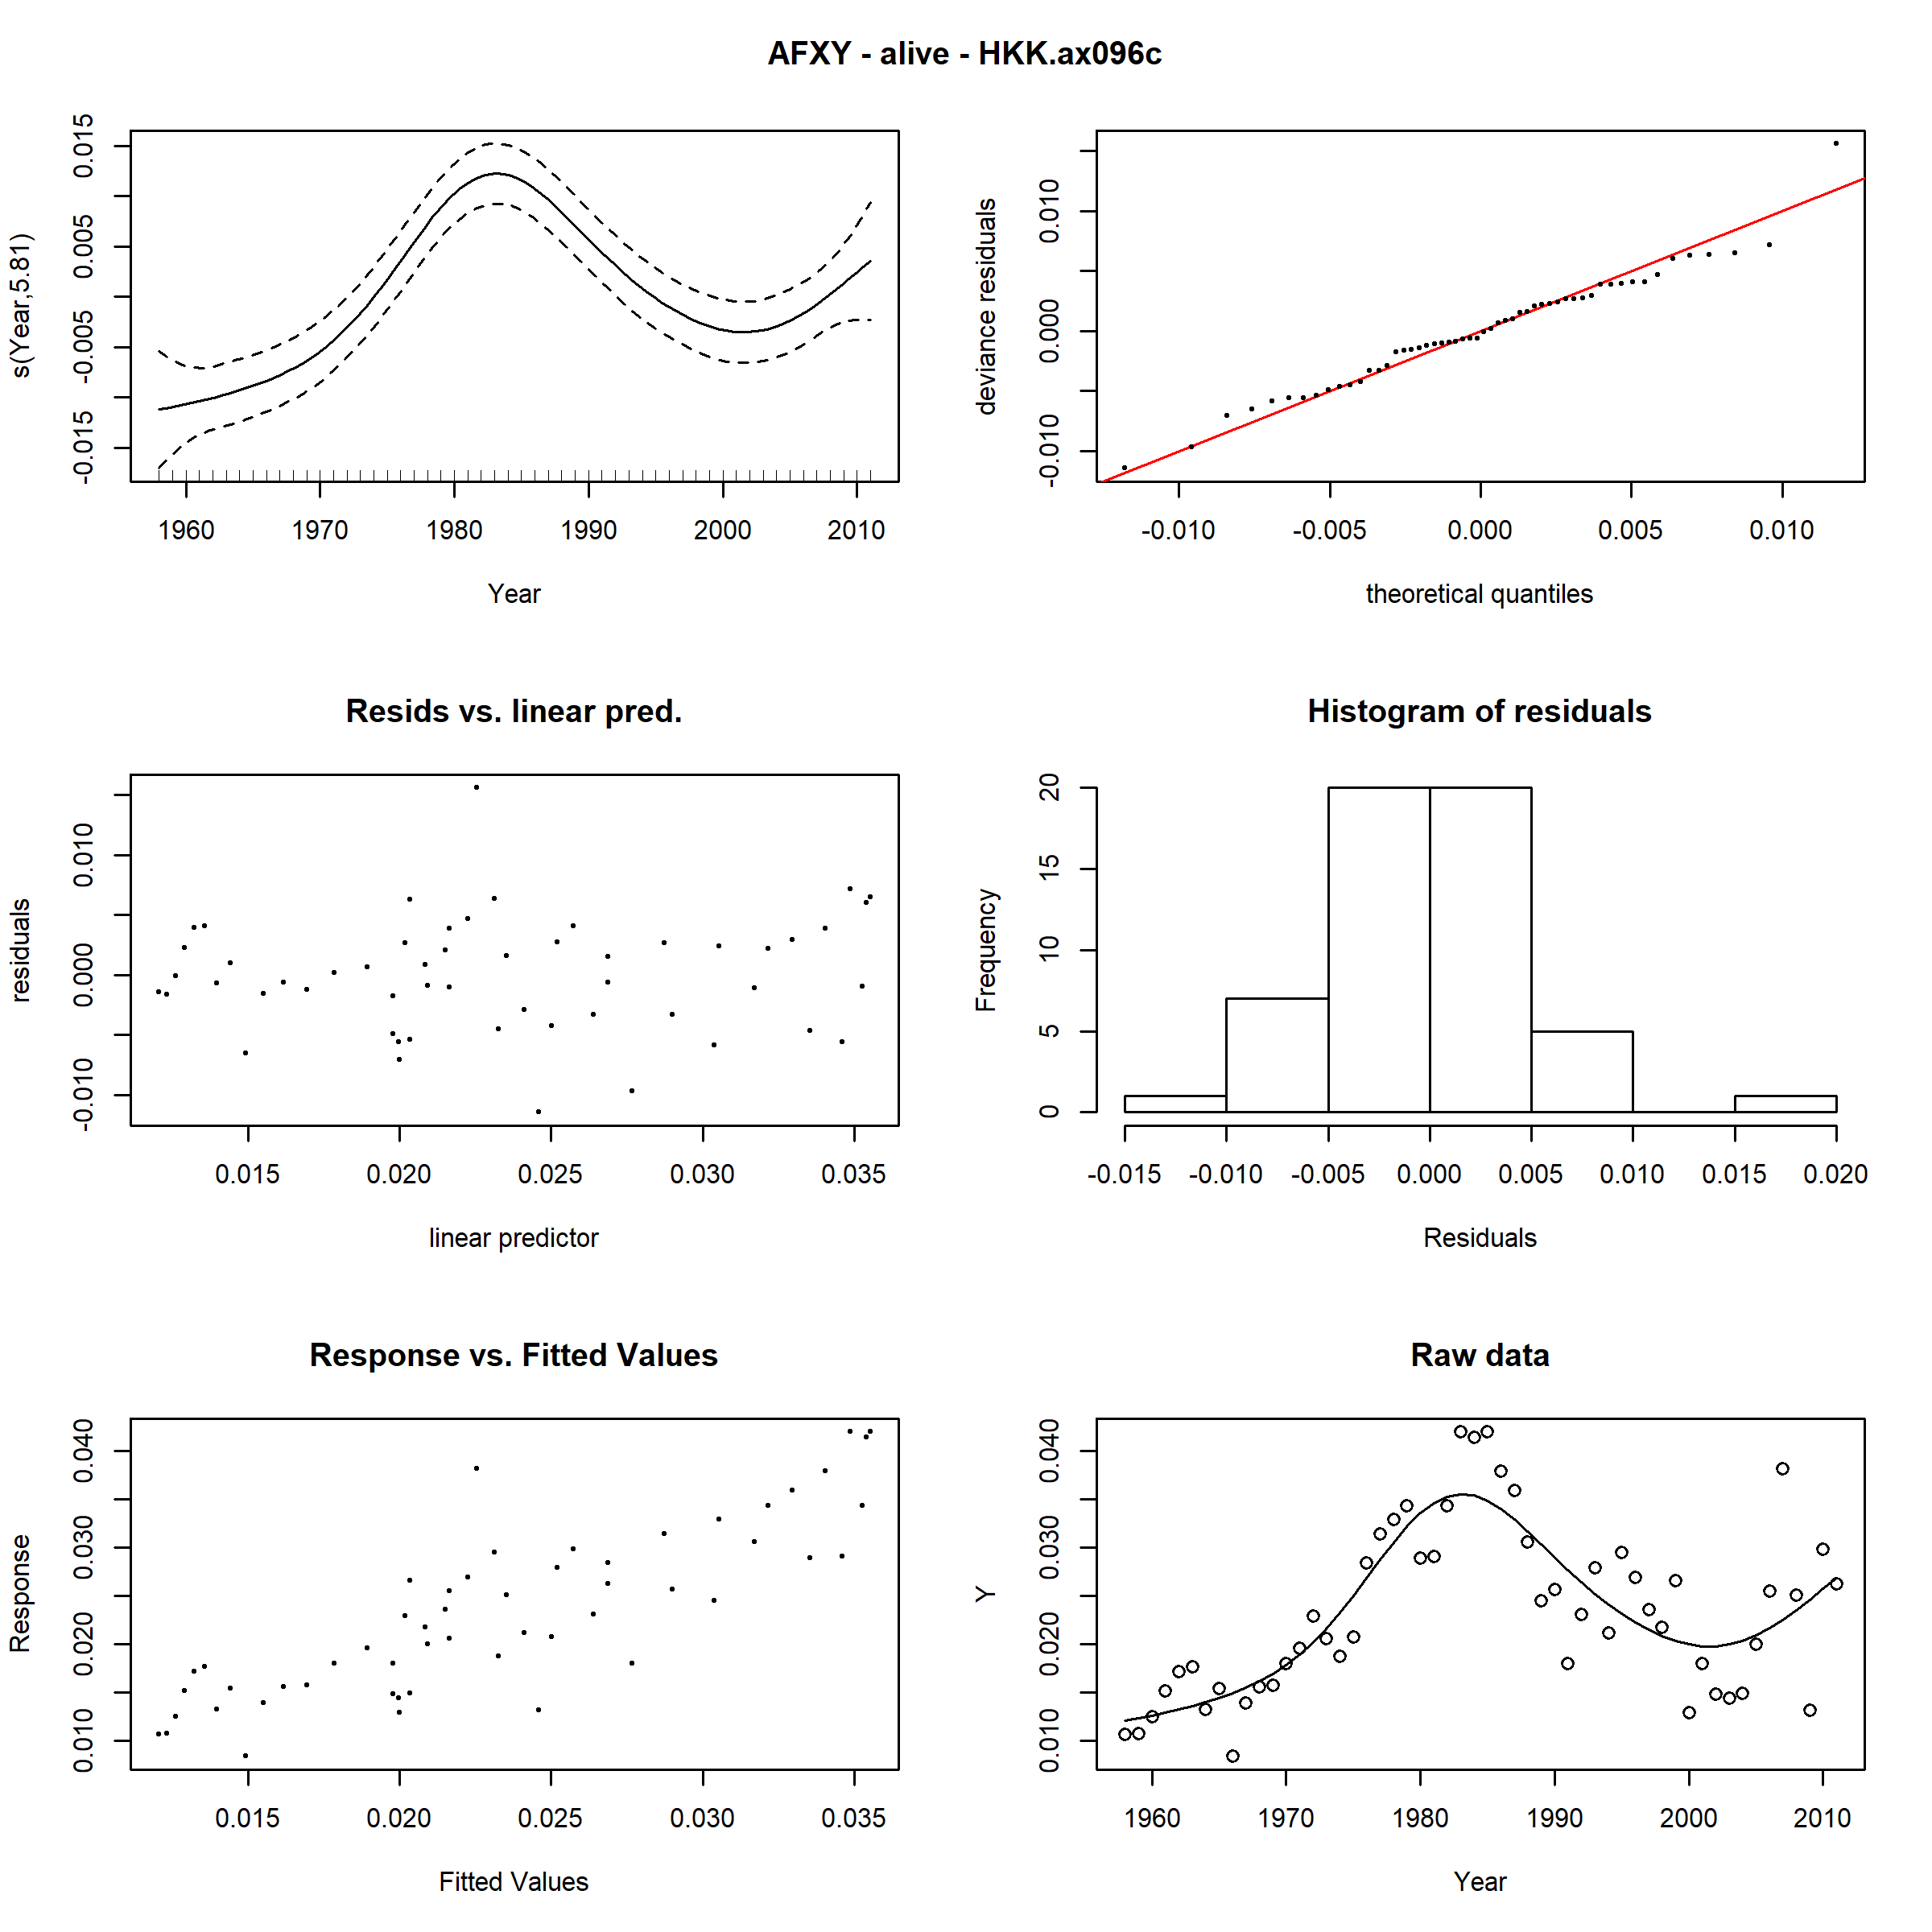 AFXY - alive - HKK.ax096c
s(Year,5.81)
-0.015 -0.005 0.005 0.015
1960 1970 1980 1990 2000 2010
Year
deviance residuals
-0.010 0.000 0.010
-0.010 -0.005 0.000 0.005 0.010
theoretical quantiles
Resids vs. linear pred.
residuals
-0.010 0.000 0.010
0.015 0.020 0.025 0.030 0.035
linear predictor
Histogram of residuals
Frequency
0 5 10 15 20
-0.015 -0.010 -0.005 0.000 0.005 0.010 0.015 0.020
Residuals
Response vs. Fitted Values
Response
0.010 0.020 0.030 0.040
0.015 0.020 0.025 0.030 0.035
Fitted Values
Raw data
Y
0.010 0.020 0.030 0.040
1960 1970 1980 1990 2000 2010
Year